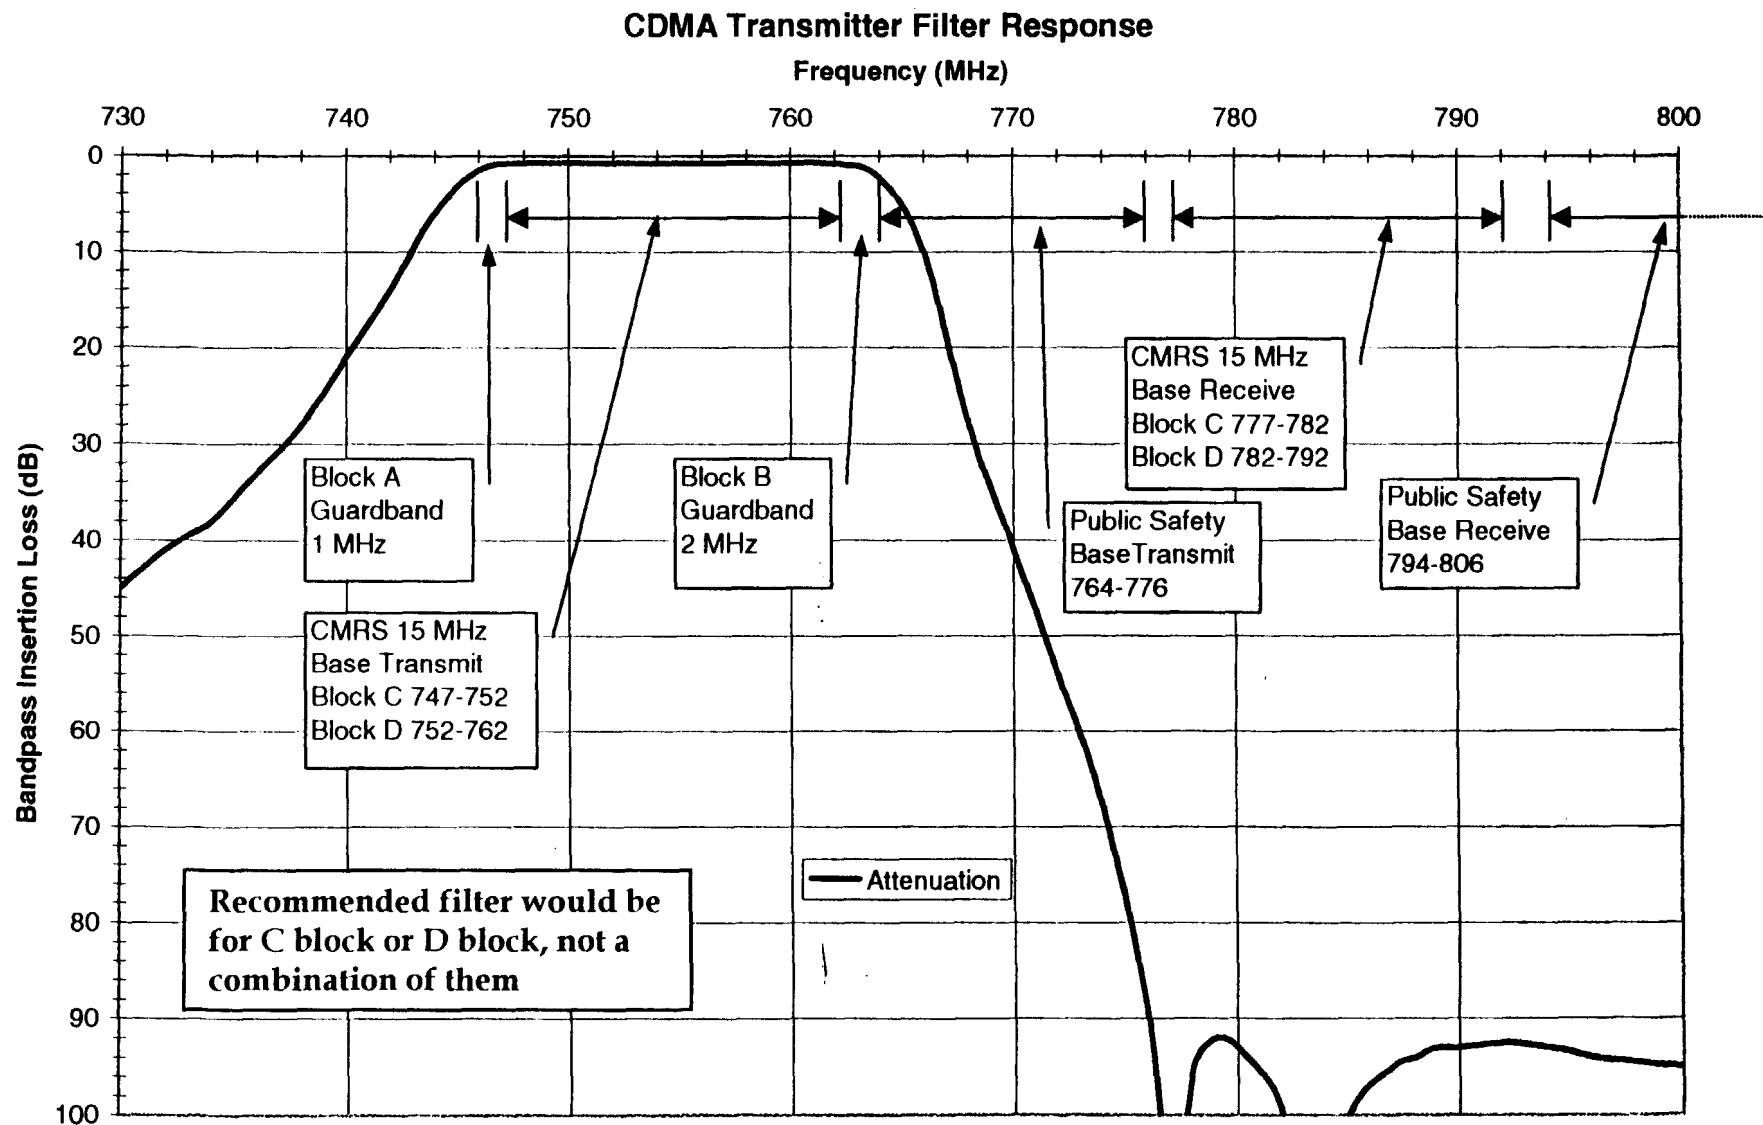 CDMA Transmitter Filter Response
Frequency (MHz)
730 740 750 760 770 780 790 800
0
10
20
30
40
50
60
70
80
90
100
Bandpass Insertion Loss (dB)
Block A
Guardband
1 MHz
CMRS 15 MHz
Base Transmit
Block C 747-752
Block D 752-762
Block B
Guardband
2 MHz
Public Safety
BaseTransmit
764-776
CMRS 15 MHz
Base Receive
Block C 777-782
Block D 782-792
Public Safety
Base Receive
794-806
Attenuation
Recommended filter would be
for C block or D block, not a
combination of them